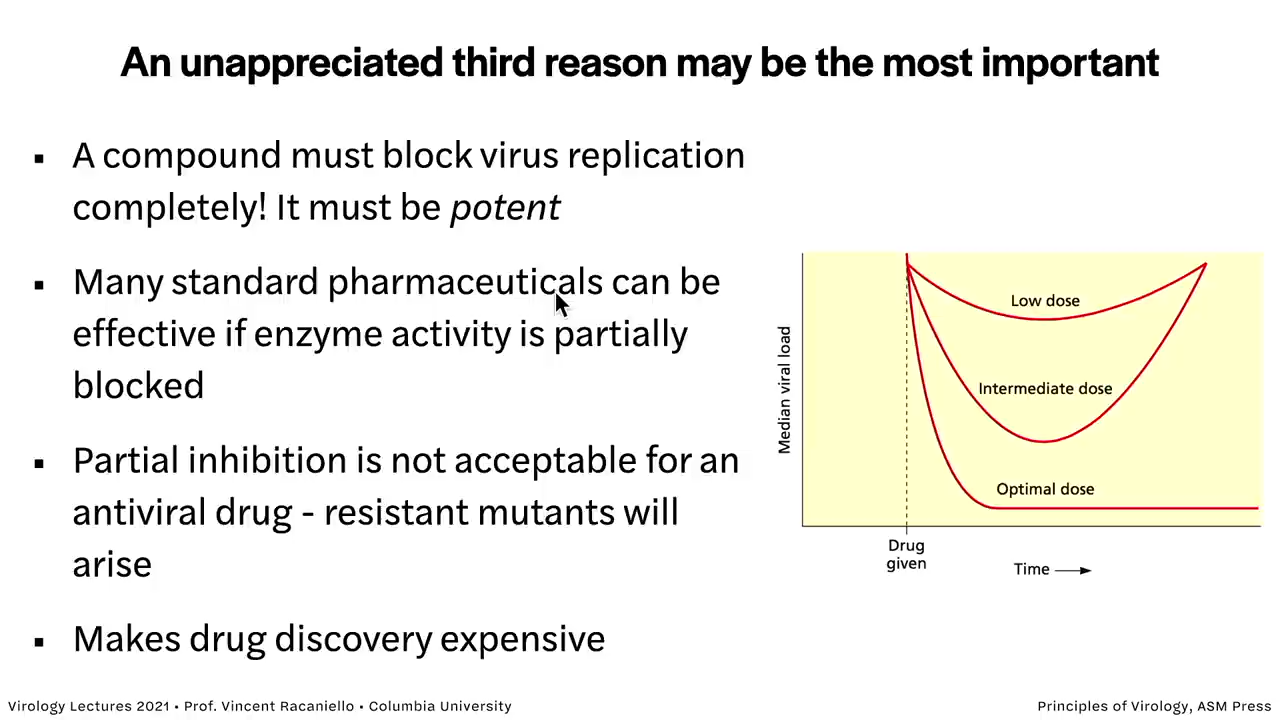 An unappreciated third reason may be the most important
▪ A compound must block virus replication
completely! It must be potent
▪ Many standard pharmaceuticals can be
effective if enzyme activity is partially
blocked
▪ Partial inhibition is not acceptable for an
antiviral drug - resistant mutants will
arise
▪ Makes drug discovery expensive
Median viral load
Low dose
Intermediate dose
Optimal dose
Drug
given
Time
Virology Lectures 2021 • Prof. Vincent Racaniello • Columbia University
Principles of Virology, ASM Press